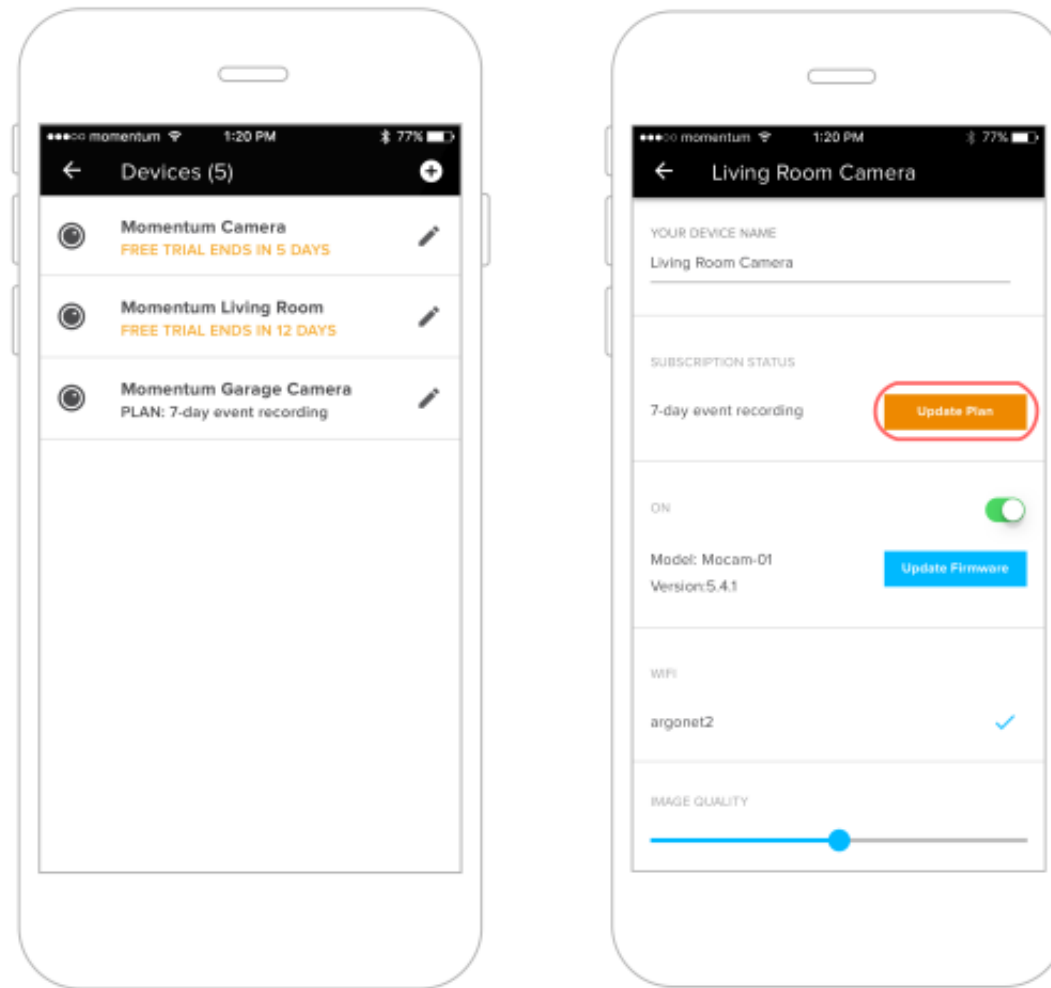 momentum 1:20 PM 77%
Devices (5)
Momentum Camera
FREE TRIAL ENDS IN 5 DAYS
Momentum Living Room
FREE TRIAL ENDS IN 12 DAYS
Momentum Garage Camera
PLAN: 7-day event recording
momentum 1:20 PM 77%
Living Room Camera
YOUR DEVICE NAME
Living Room Camera
SUBSCRIPTION STATUS
7-day event recording Update Plan
ON
Model: Mocam-01
Version:5.4.1
Update Firmware
WIFI
argonet2
IMAGE QUALITY